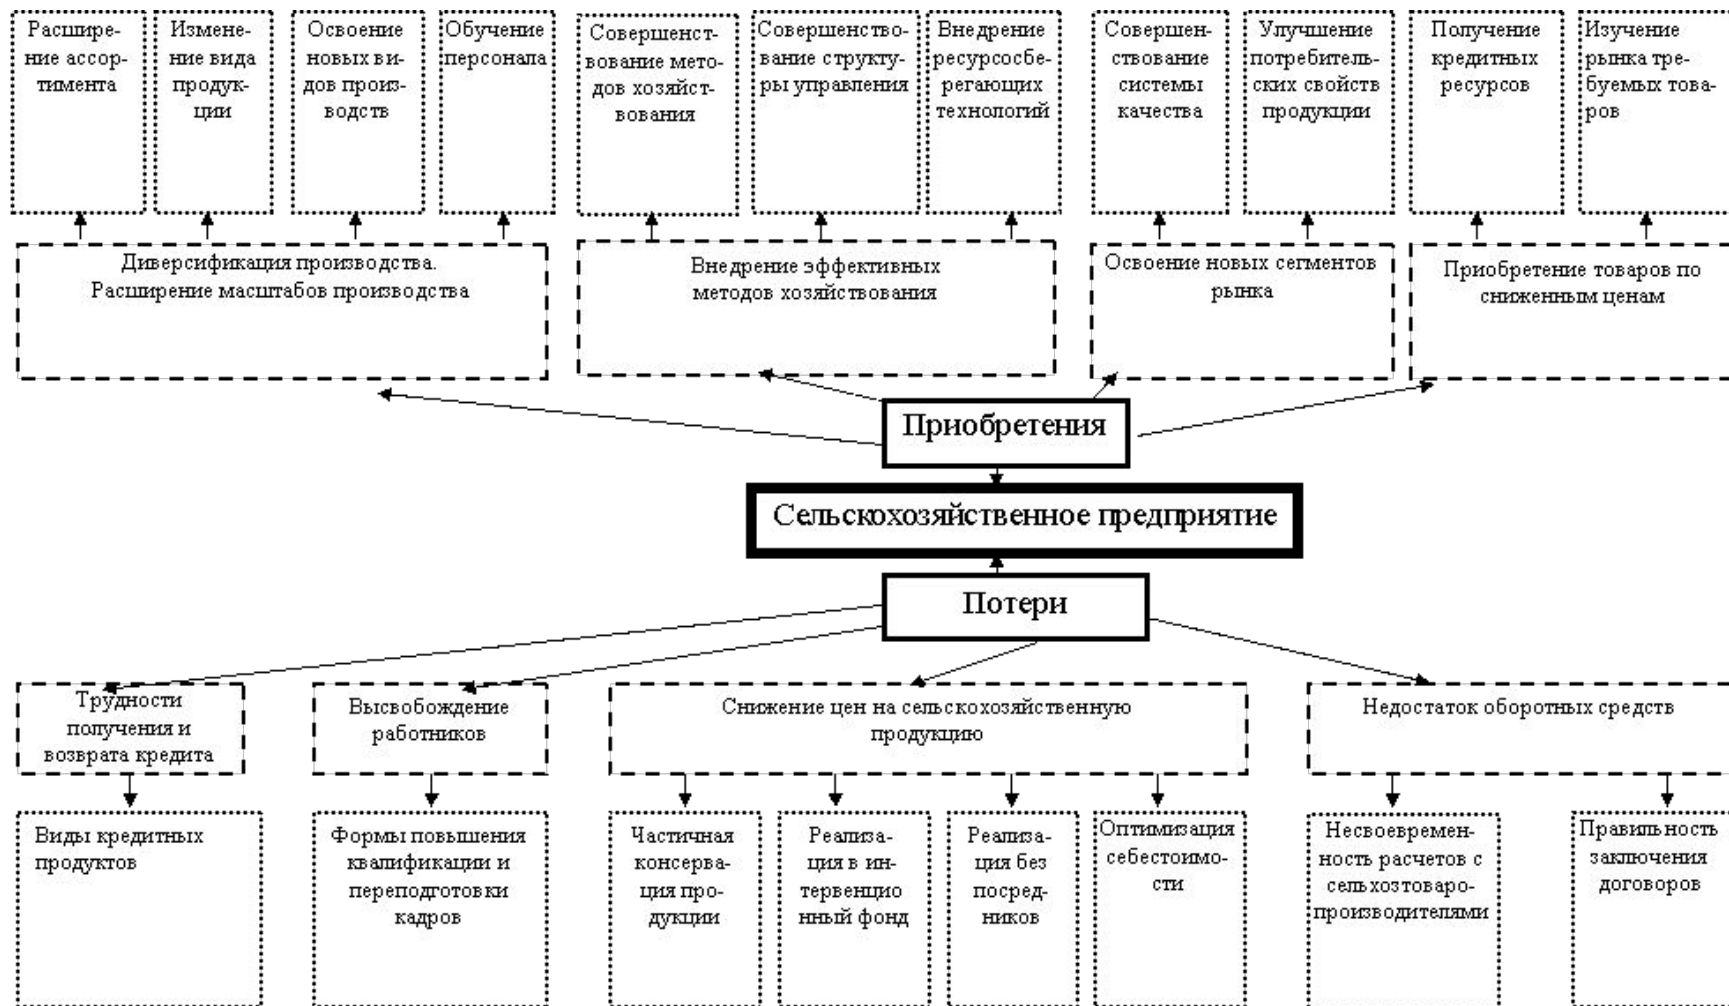 Расшире-
ние ассор-
тимента
Измене-
ние вида
продук-
ции
Освоение
новых ви-
дов произ-
водств
Обучение
персонала
Совершенст-
вование мето-
дов хозяйст-
вования
Совершенство-
вание структу-
ры управления
Внедрение
ресурсосбе-
регающих
технологий
Совершен-
ствование
системы
качества
Улучшение
потребитель-
ских свойств
продукции
Получение
кредитных
ресурсов
Изучение
рынка тре-
буемых това-
ров
Диверсификация производства.
Расширение масштабов производства
Внедрение эффективных
методов хозяйствования
Освоение новых сегментов
рынка
Приобретение товаров по
сниженным ценам
Приобретения
Сельскохозяйственное предприятие
Потери
Трудности
получения и
возврата кредита
Высвобождение
работников
Снижение цен на сельскохозяйственную
продукцию
Недостаток оборотных средств
Виды кредитных
продуктов
Формы повышения
квалификации и
переподготовки
кадров
Частичная
консерва-
ция про-
дукции
Реализа-
ция в ин-
тервенцио
нный фонд
Реализа-
ция без
посред-
ников
Оптимизация
себестоимо-
сти
Несвоевремен-
ность расчетов с
сельхозтоваро-
производителями
Правильность
заключения
договоров